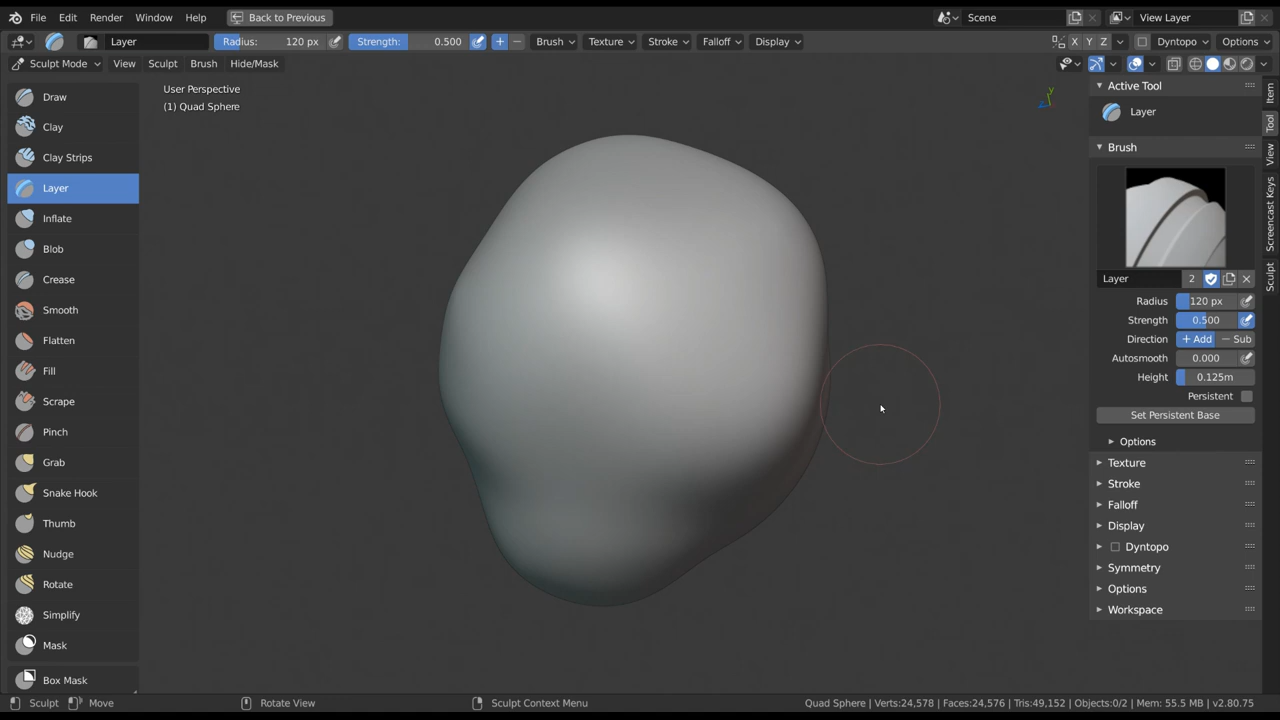 File Edit Render Window Help Back to Previous Scene View Layer
Layer Radius: 120 px Strength: 0.500 Brush Texture Stroke Falloff Display X Y Z Dyntopo Options
Sculpt Mode View Sculpt Brush Hide/Mask
User Perspective
(1) Quad Sphere
Y
Draw
Clay
Clay Strips
Layer
Inflate
Blob
Crease
Smooth
Flatten
Fill
Scrape
Pinch
Grab
Snake Hook
Thumb
Nudge
Rotate
Simplify
Mask
Box Mask
Active Tool
Layer
Brush
Layer 2
Radius 120 px
Strength 0.500
Direction + Add − Sub
Autosmooth 0.000
Height 0.125m
Persistent
Set Persistent Base
Options
Texture
Stroke
Falloff
Display
Dyntopo
Symmetry
Options
Workspace
Item
Tool
View
Screencast Keys
Sculpt
Sculpt Move Rotate View Sculpt Context Menu Quad Sphere | Verts:24,578 | Faces:24,576 | Tris:49,152 | Objects:0/2 | Mem: 55.5 MB | v2.80.75